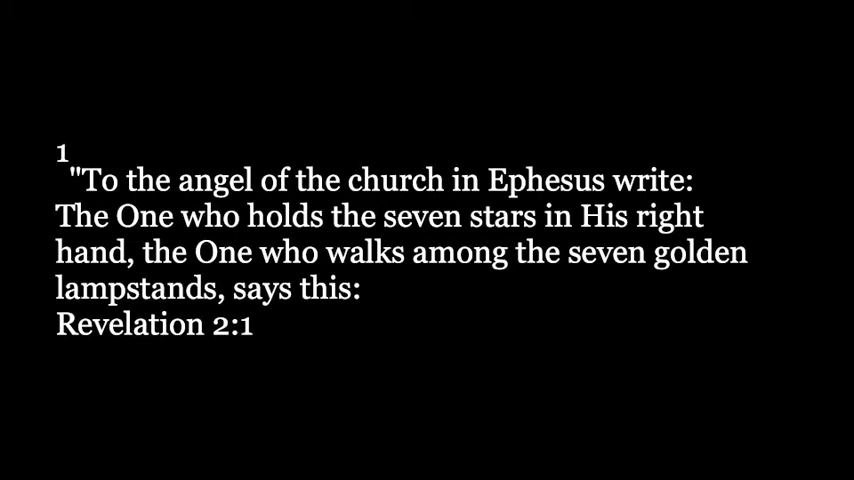 1
"To the angel of the church in Ephesus write:
The One who holds the seven stars in His right
hand, the One who walks among the seven golden
lampstands, says this:
Revelation 2:1